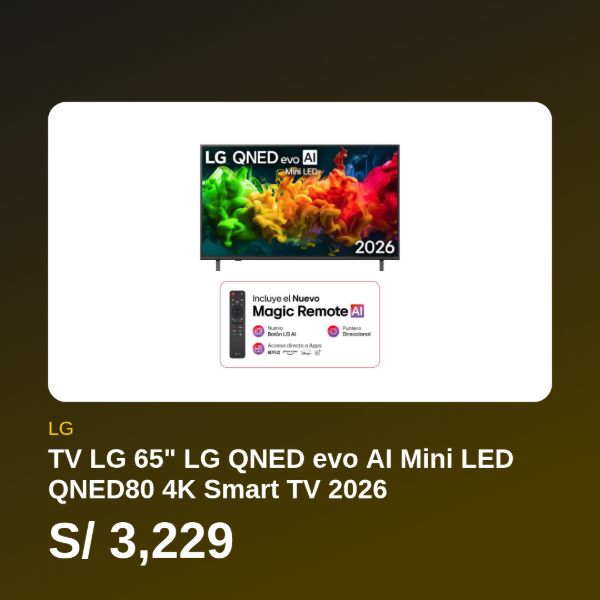 LG QNED evo AI
Mini LED
2026
Incluye el Nuevo
Magic Remote AI
Nuevo
Botón LG AI
Puntero
Direccional
Acceso directo a Apps
NETFLIX
LG
TV LG 65" LG QNED evo AI Mini LED
QNED80 4K Smart TV 2026
S/ 3,229